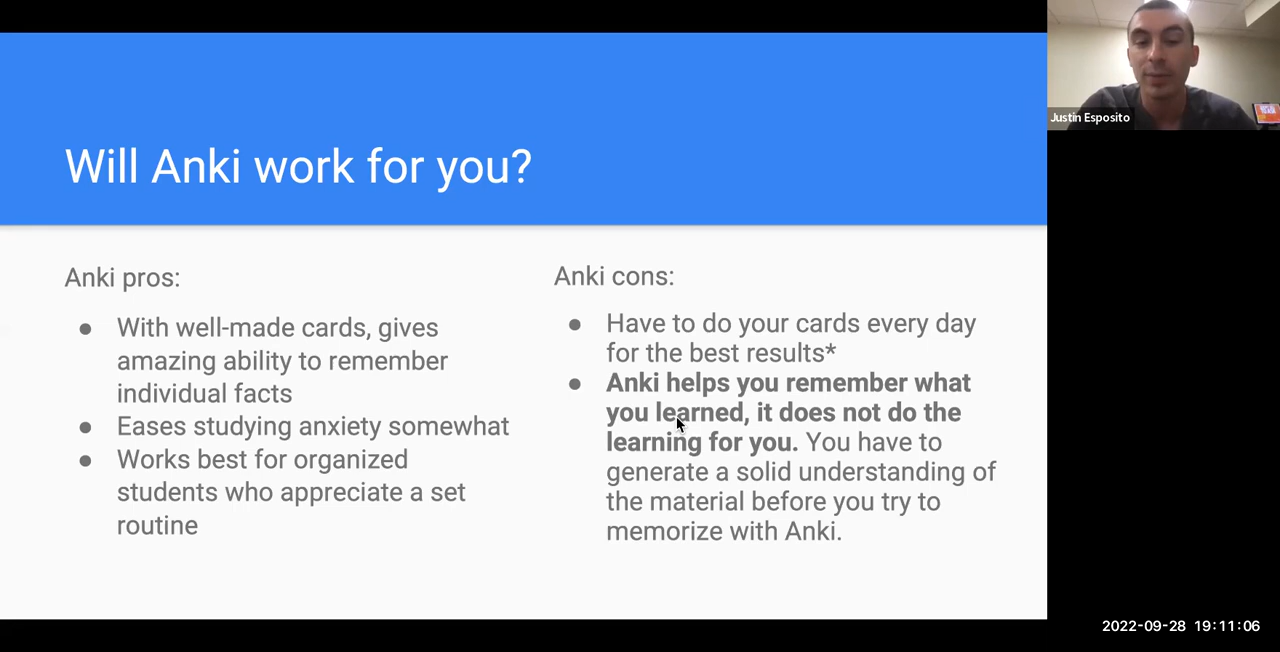 Will Anki work for you?
Anki pros:
● With well-made cards, gives
amazing ability to remember
individual facts
● Eases studying anxiety somewhat
● Works best for organized
students who appreciate a set
routine
Anki cons:
● Have to do your cards every day
for the best results*
● Anki helps you remember what
you learned, it does not do the
learning for you. You have to
generate a solid understanding of
the material before you try to
memorize with Anki.
Justin Esposito
2022-09-28 19:11:06